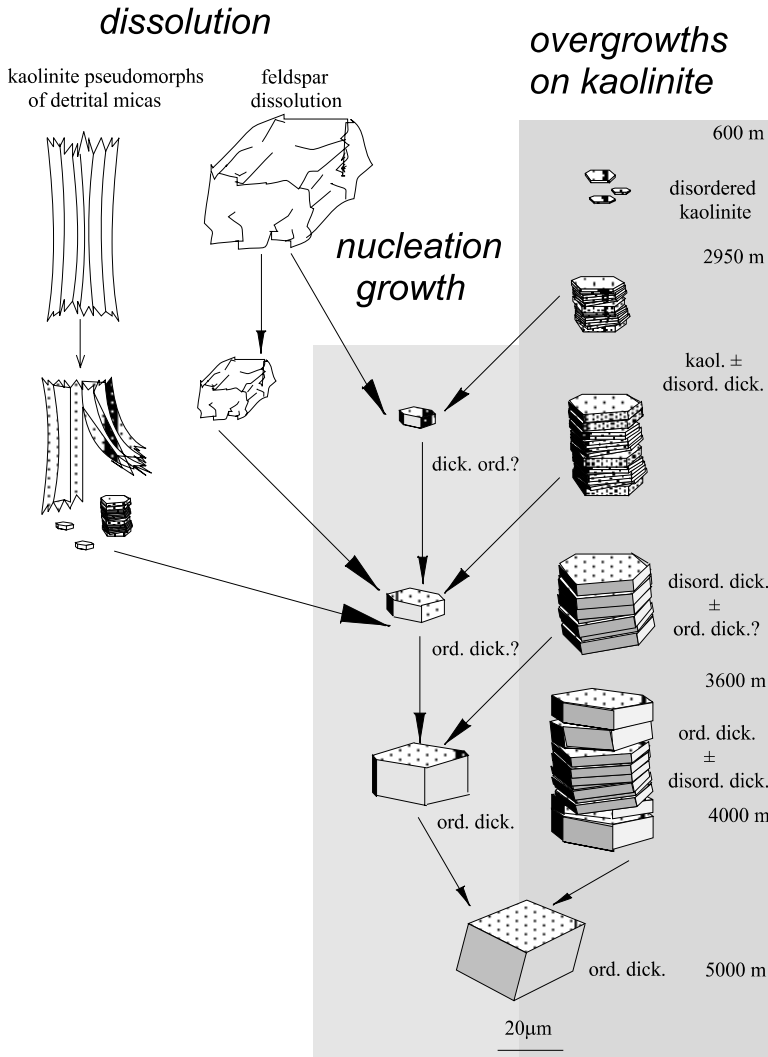 dissolution
overgrowths
on kaolinite
kaolinite pseudomorphs
of detrital micas
feldspar
dissolution
600 m
disordered
kaolinite
nucleation
growth
2950 m
kaol. ±
disord. dick.
dick. ord.?
disord. dick.
±
ord. dick.?
ord. dick.?
3600 m
ord. dick.
±
disord. dick.
4000 m
ord. dick.
ord. dick.
5000 m
20µm